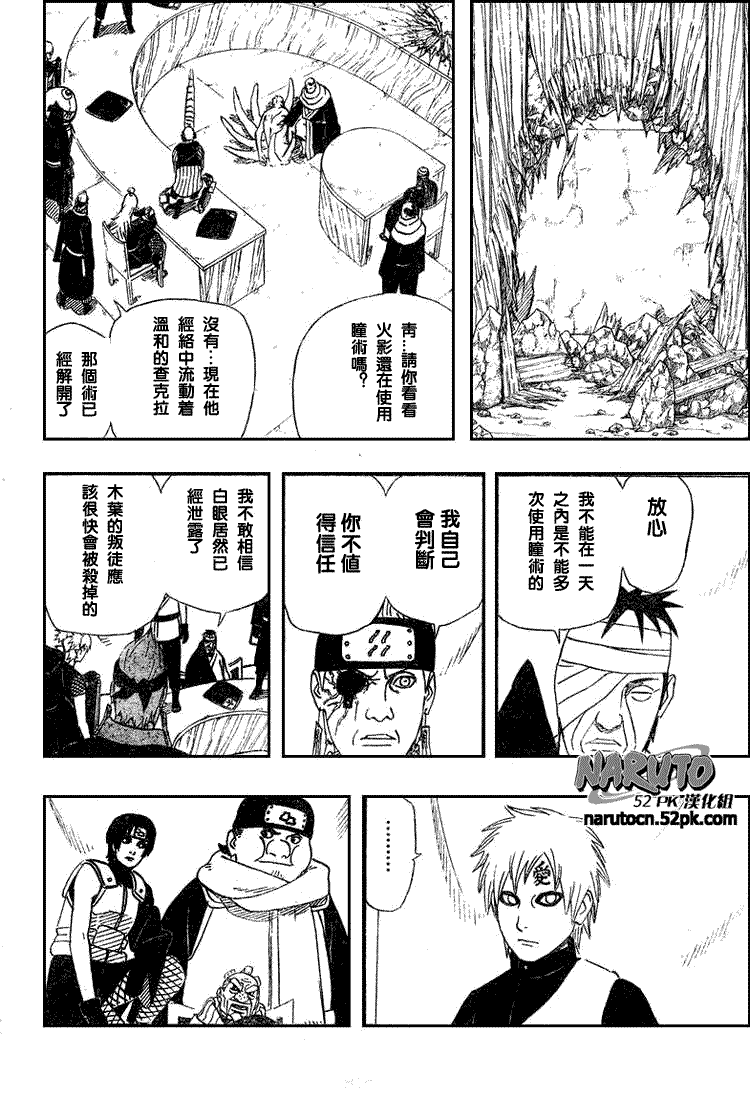 青…請你看看
火影還在使用
瞳術嗎？
沒有…現在他
經絡中流動着
溫和的查克拉
那個術已
經解開了
放心
我不能在一天
之內是不能多
次使用瞳術的
我自己
會判斷
你不值
得信任
我不敢相信
白眼居然已
經泄露了
木葉的叛徒應
該很快會被殺掉的
NARUTO
52PK漢化組
narutocn.52pk.com
………
愛